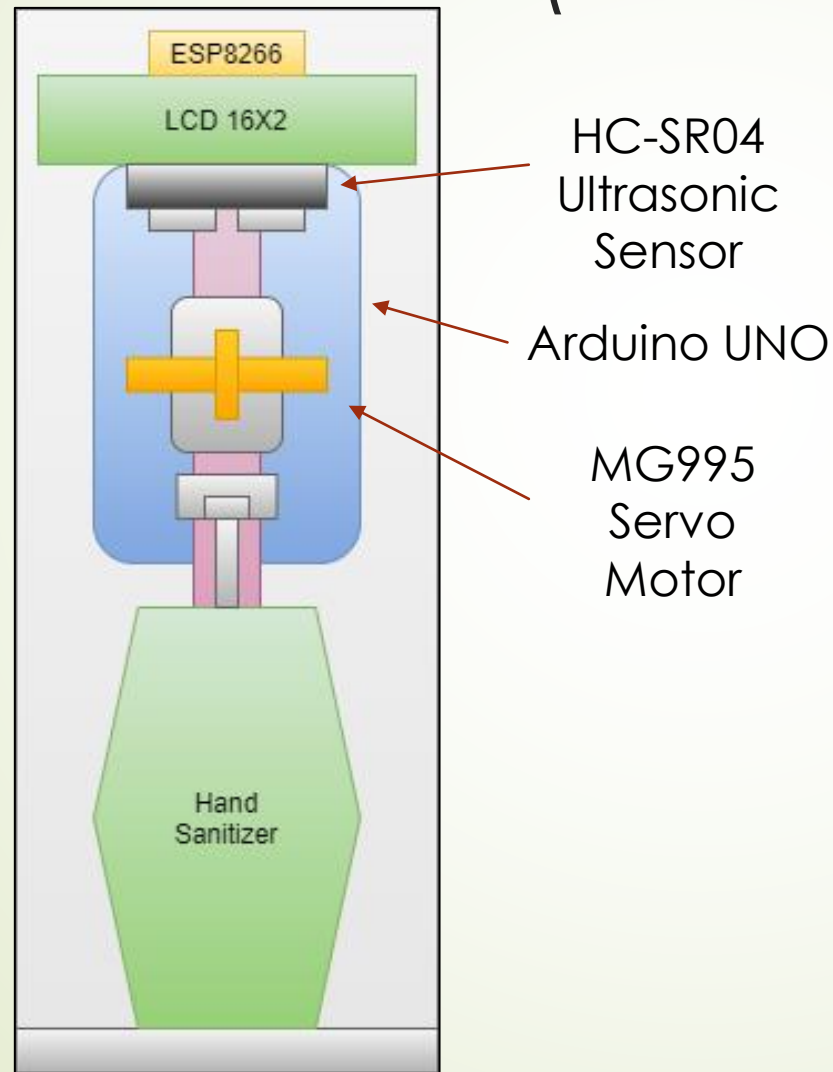 ESP8266
LCD 16X2
HC-SR04
Ultrasonic
Sensor
Arduino UNO
MG995
Servo
Motor
Hand
Sanitizer